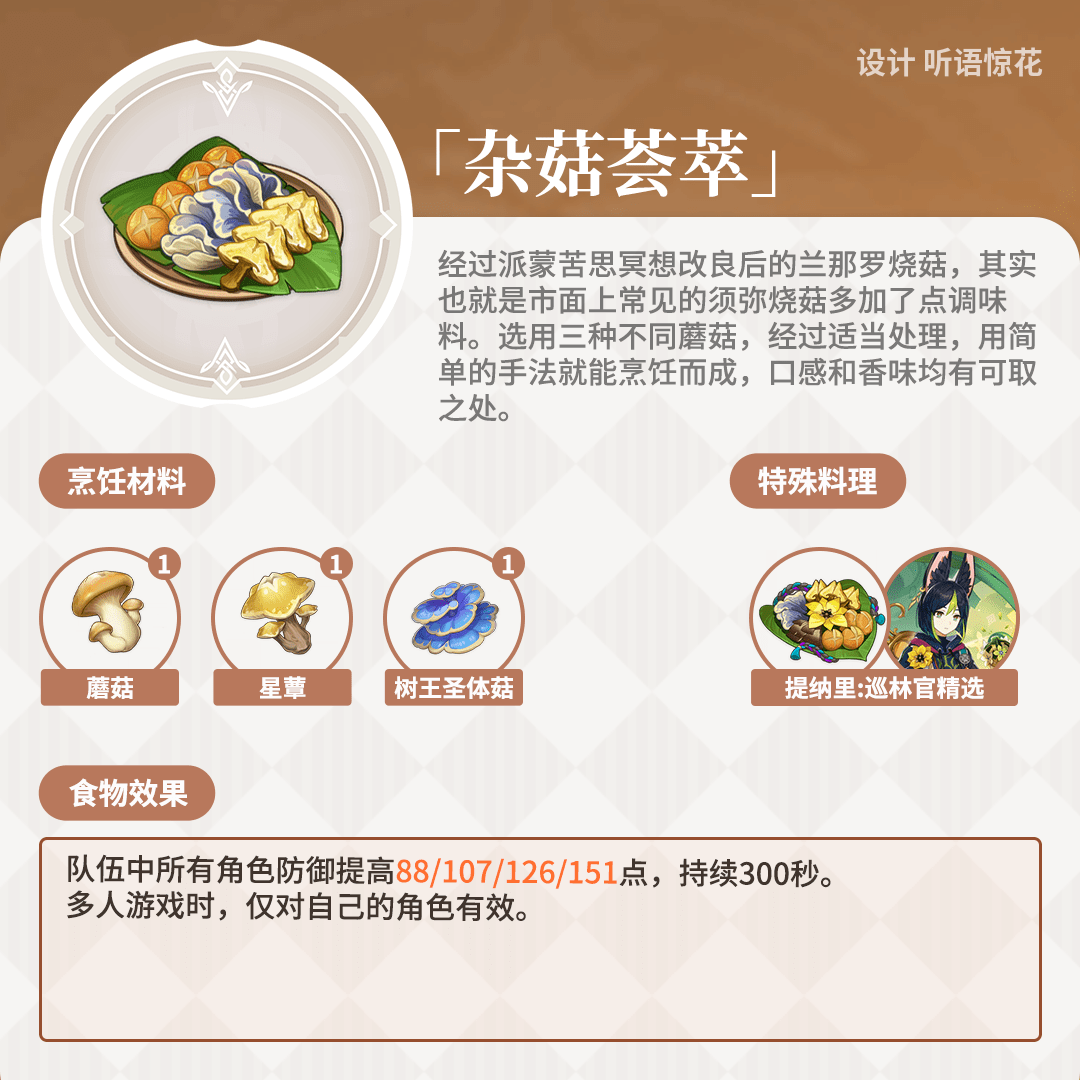 设计 听语惊花
「杂菇荟萃」
经过派蒙苦思冥想改良后的兰那罗烧菇，其实
也就是市面上常见的须弥烧菇多加了点调味
料。选用三种不同蘑菇，经过适当处理，用简
单的手法就能烹饪而成，口感和香味均有可取
之处。
烹饪材料
特殊料理
1
1
1
蘑菇
星蕈
树王圣体菇
提纳里:巡林官精选
食物效果
队伍中所有角色防御提高88/107/126/151点，持续300秒。
多人游戏时，仅对自己的角色有效。